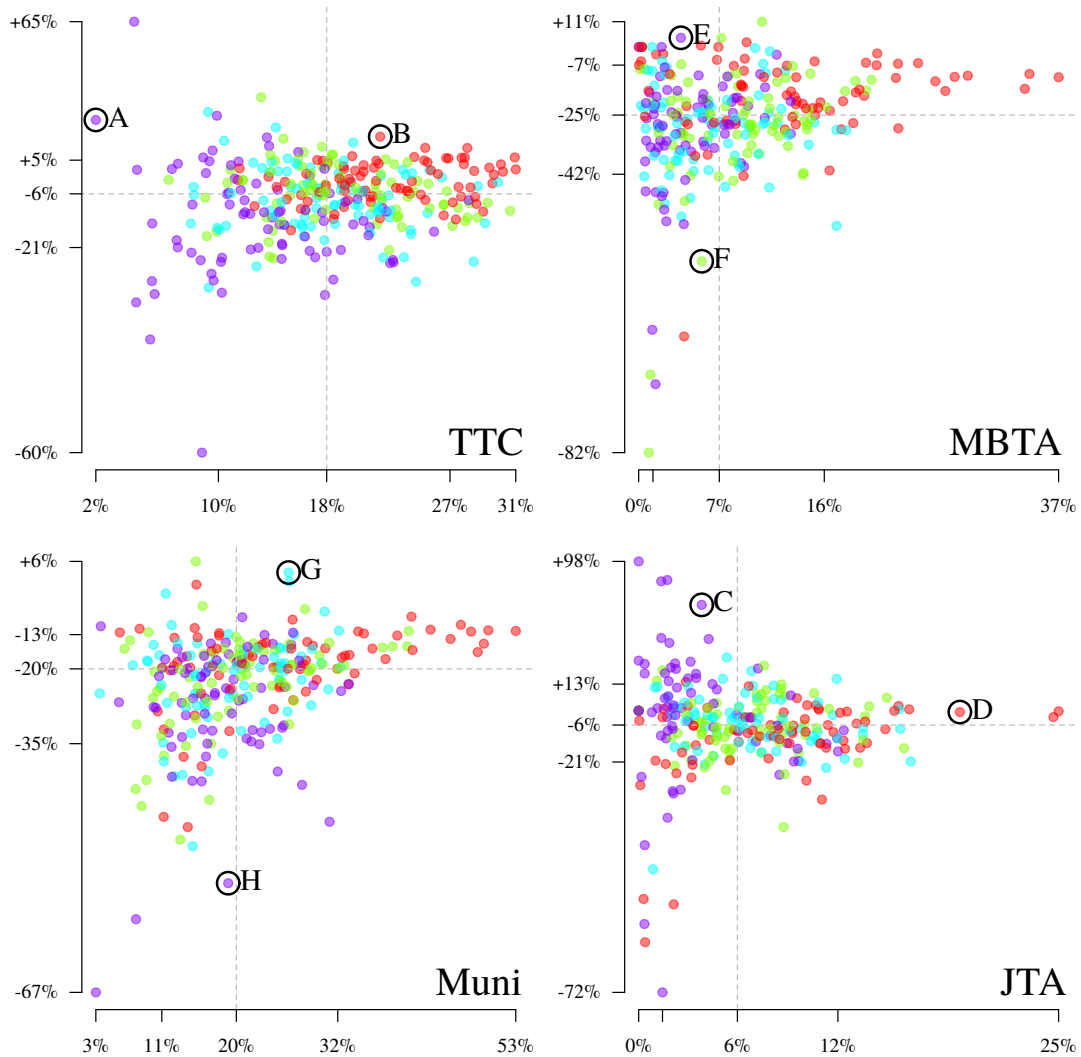 +65%
+5%
-6%
-21%
-60%
A
B
TTC
2% 10% 18% 27% 31%
+11%
-7%
-25%
-42%
-82%
E
F
MBTA
0% 7% 16% 37%
+6%
-13%
-20%
-35%
-67%
G
H
Muni
3% 11% 20% 32% 53%
+98%
+13%
-6%
-21%
-72%
C
D
JTA
0% 6% 12% 25%